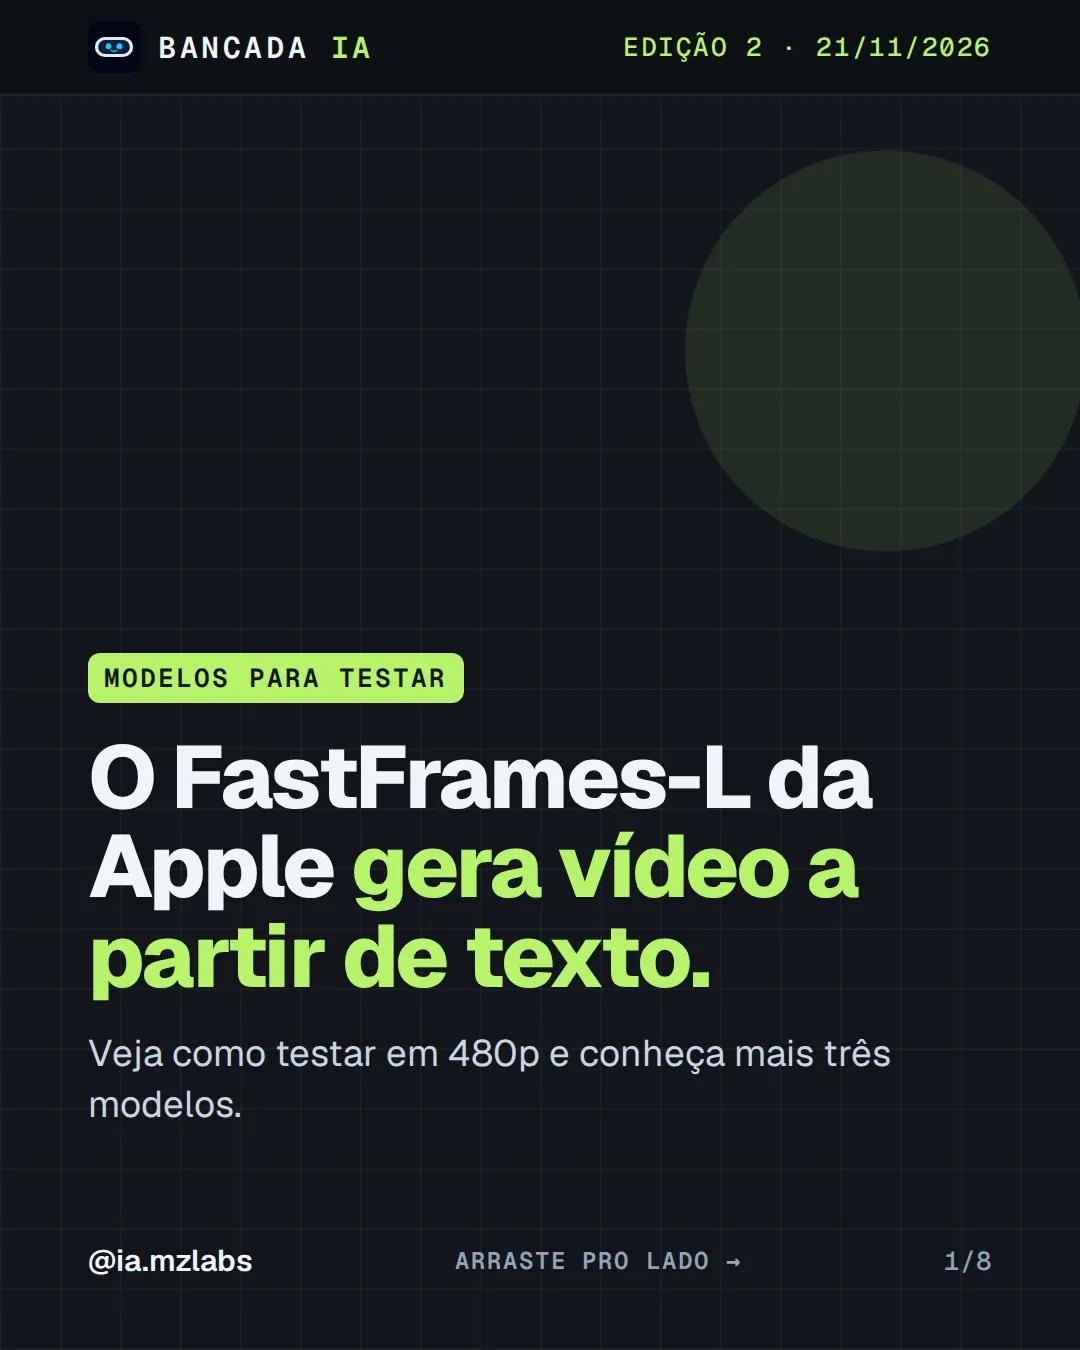 BANCADA IA
EDIÇÃO 2 · 21/11/2026
MODELOS PARA TESTAR
O FastFrames-L da
Apple gera vídeo a
partir de texto.
Veja como testar em 480p e conheça mais três
modelos.
@ia.mzlabs
ARRASTE PRO LADO →
1/8